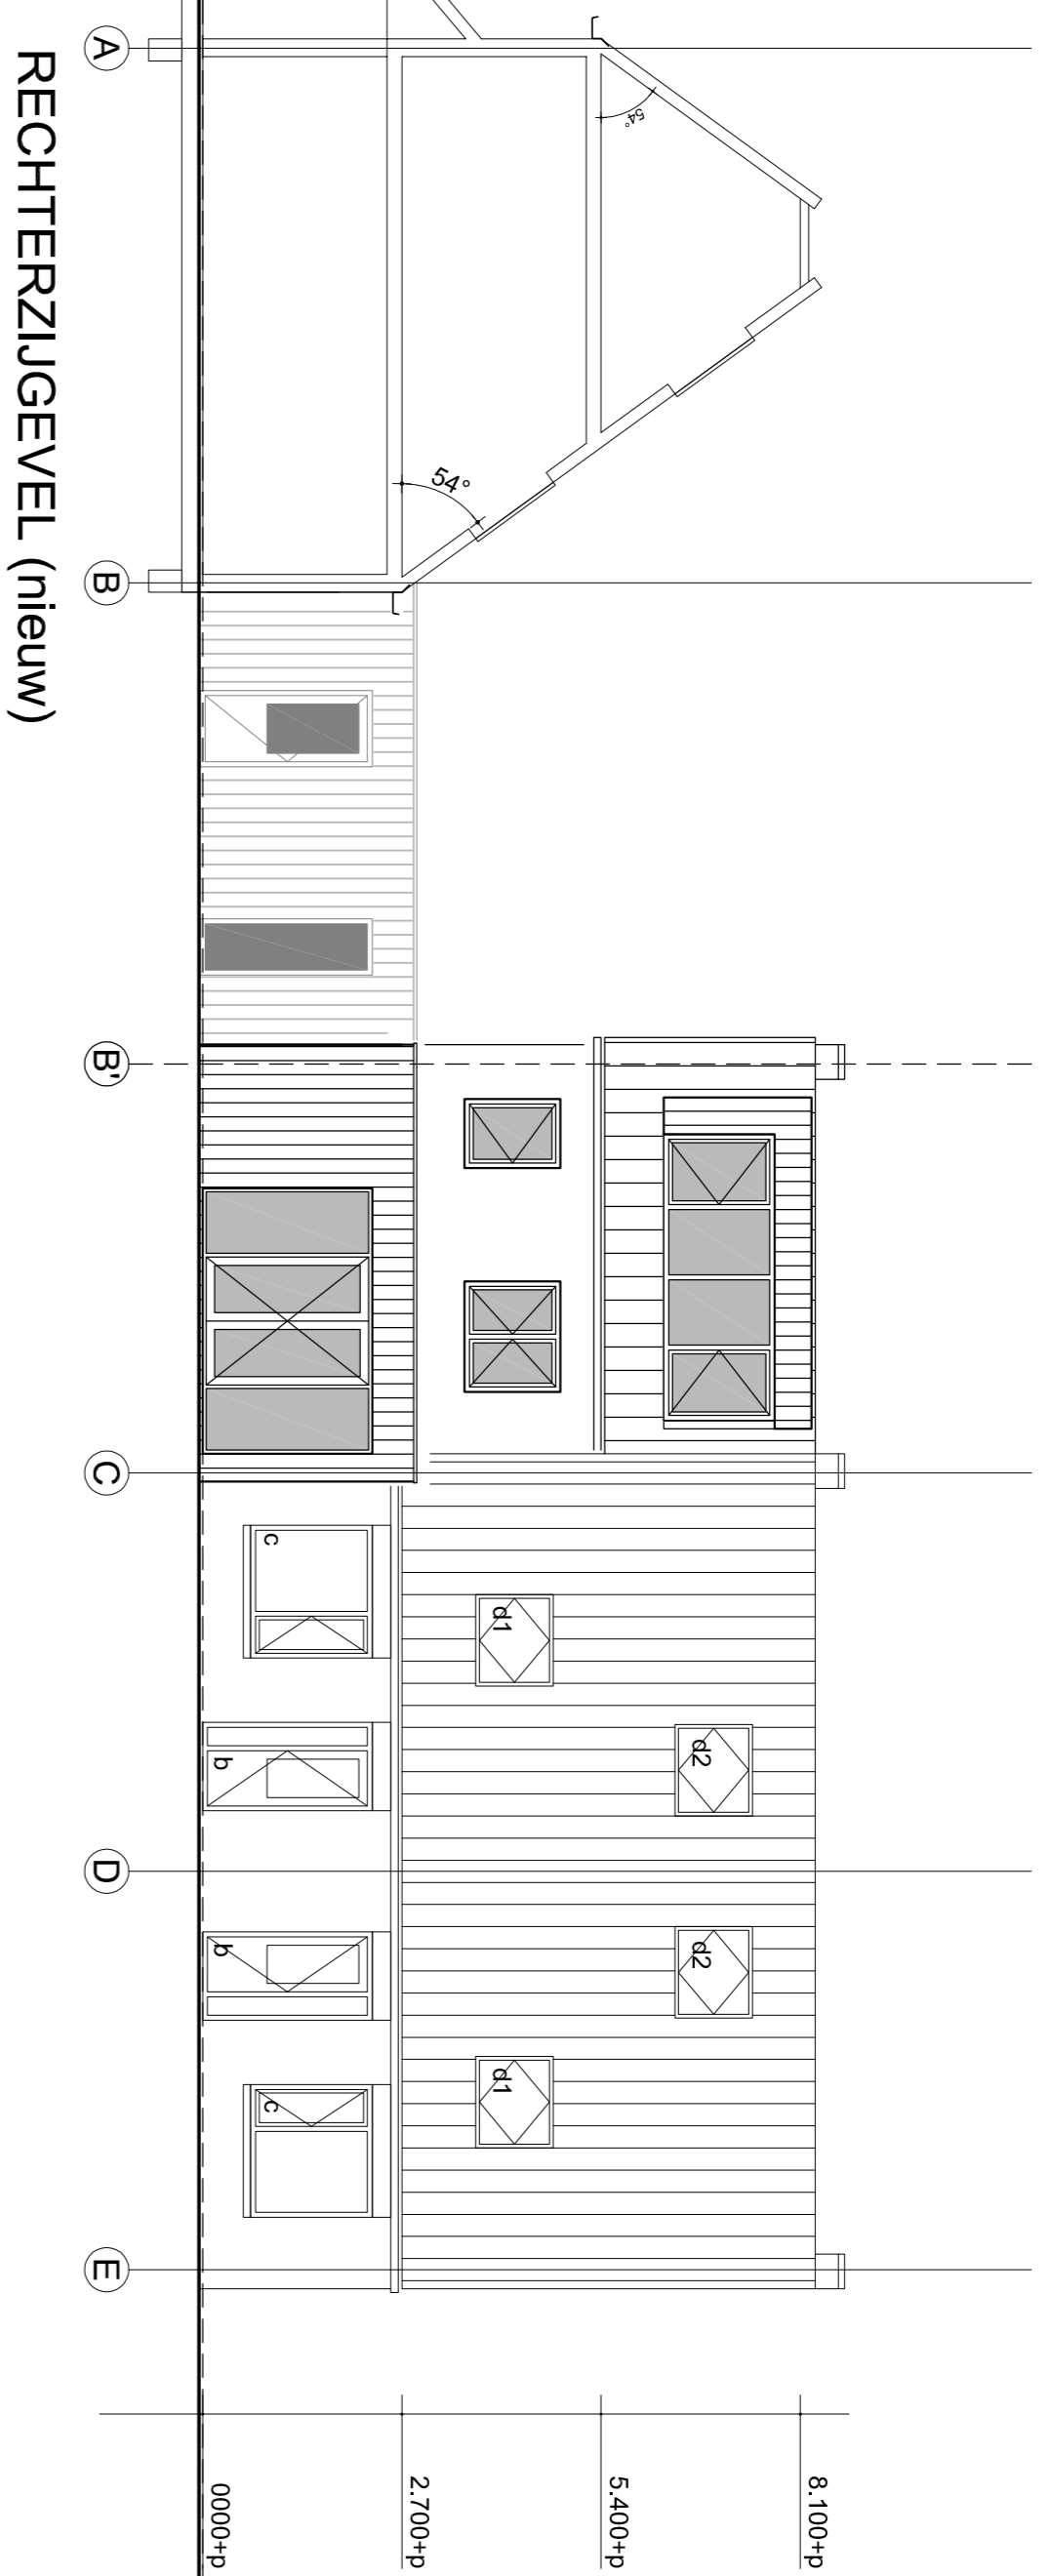 54°
54°
c
d1
b
d2
b
d2
c
d1
8.100+p
5.400+p
2.700+p
0000+p
A
B
B'
C
D
E
RECHTERZIJGEVEL (nieuw)